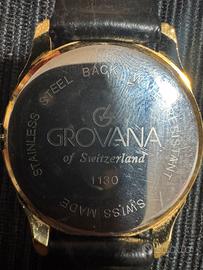 STAINLESS STEEL BACK
RESISTANT
GROVANA
of Switzerland
1130
SWISS MADE